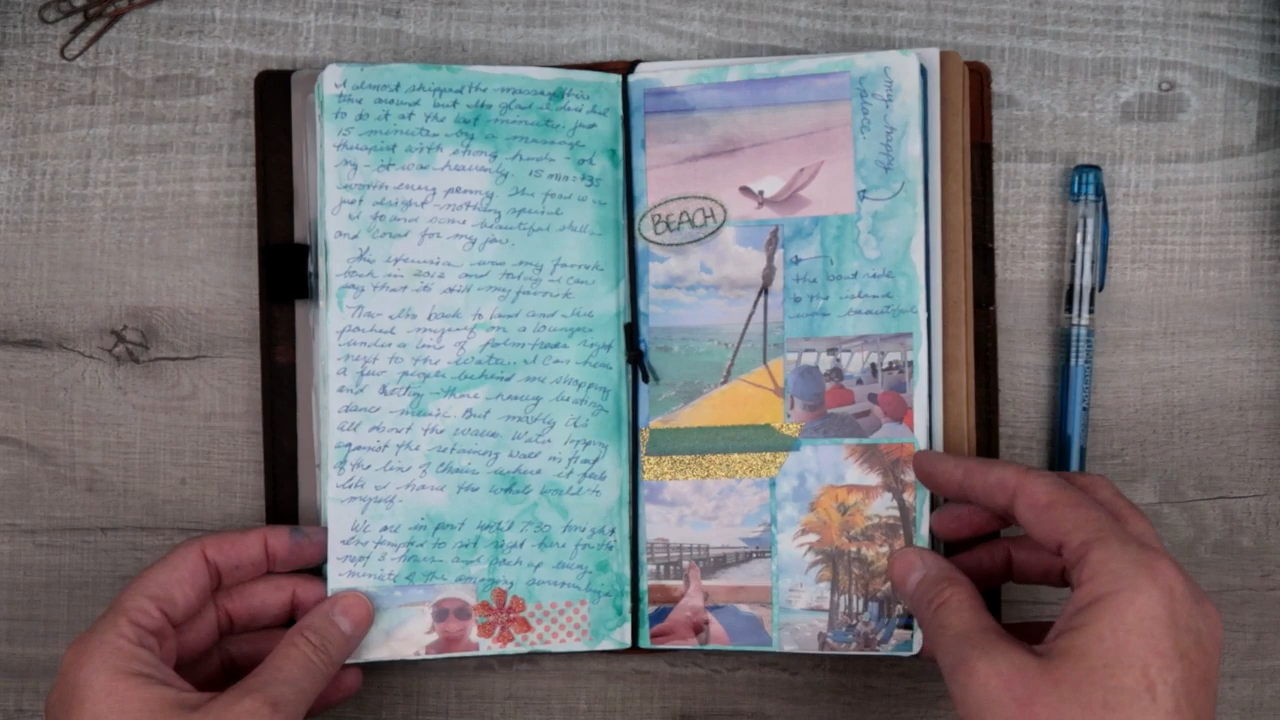 I almost skipped the massage this
time around but I'm glad I decided
to do it at the last minute. Just
15 minutes by a massage
therapist with strong hands - oh
my - it was heavenly. 15 min = $35
worth every penny. The food was
just alright - nothing special
I found some beautiful shells
and coral for my jar.
This excursion was my favorite
back in 2012 and today I can
say that it's still my favorite
Now I'm back to land and I've
parked myself on a lounger
under a line of palm trees right
next to the water. I can hear
a few people behind me shopping
and chatting - those heavy beating
dance music. But mostly it's
all about the waves. Water lapping
against the retaining wall in front
of the line of chairs where it feels
like I have the whole world to
myself.
We are in port until 7:30 tonight
I'm tempted to sit right here for the
next 3 hours and soak up every
minute of the amazing surroundings
my happy
place.
BEACH
the boat ride
to the island
was beautiful